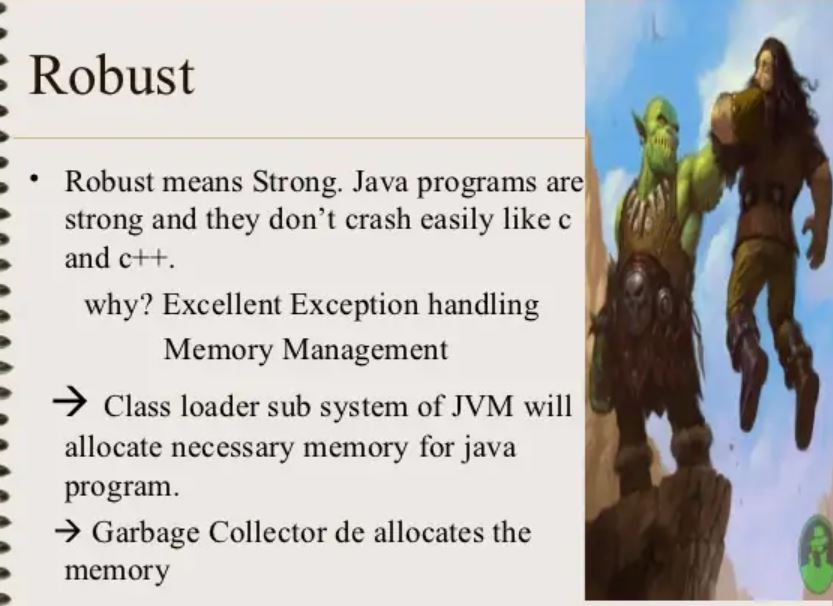 Robust
• Robust means Strong. Java programs are
strong and they don’t crash easily like c
and c++.
why? Excellent Exception handling
Memory Management
→ Class loader sub system of JVM will
allocate necessary memory for java
program.
→ Garbage Collector de allocates the
memory